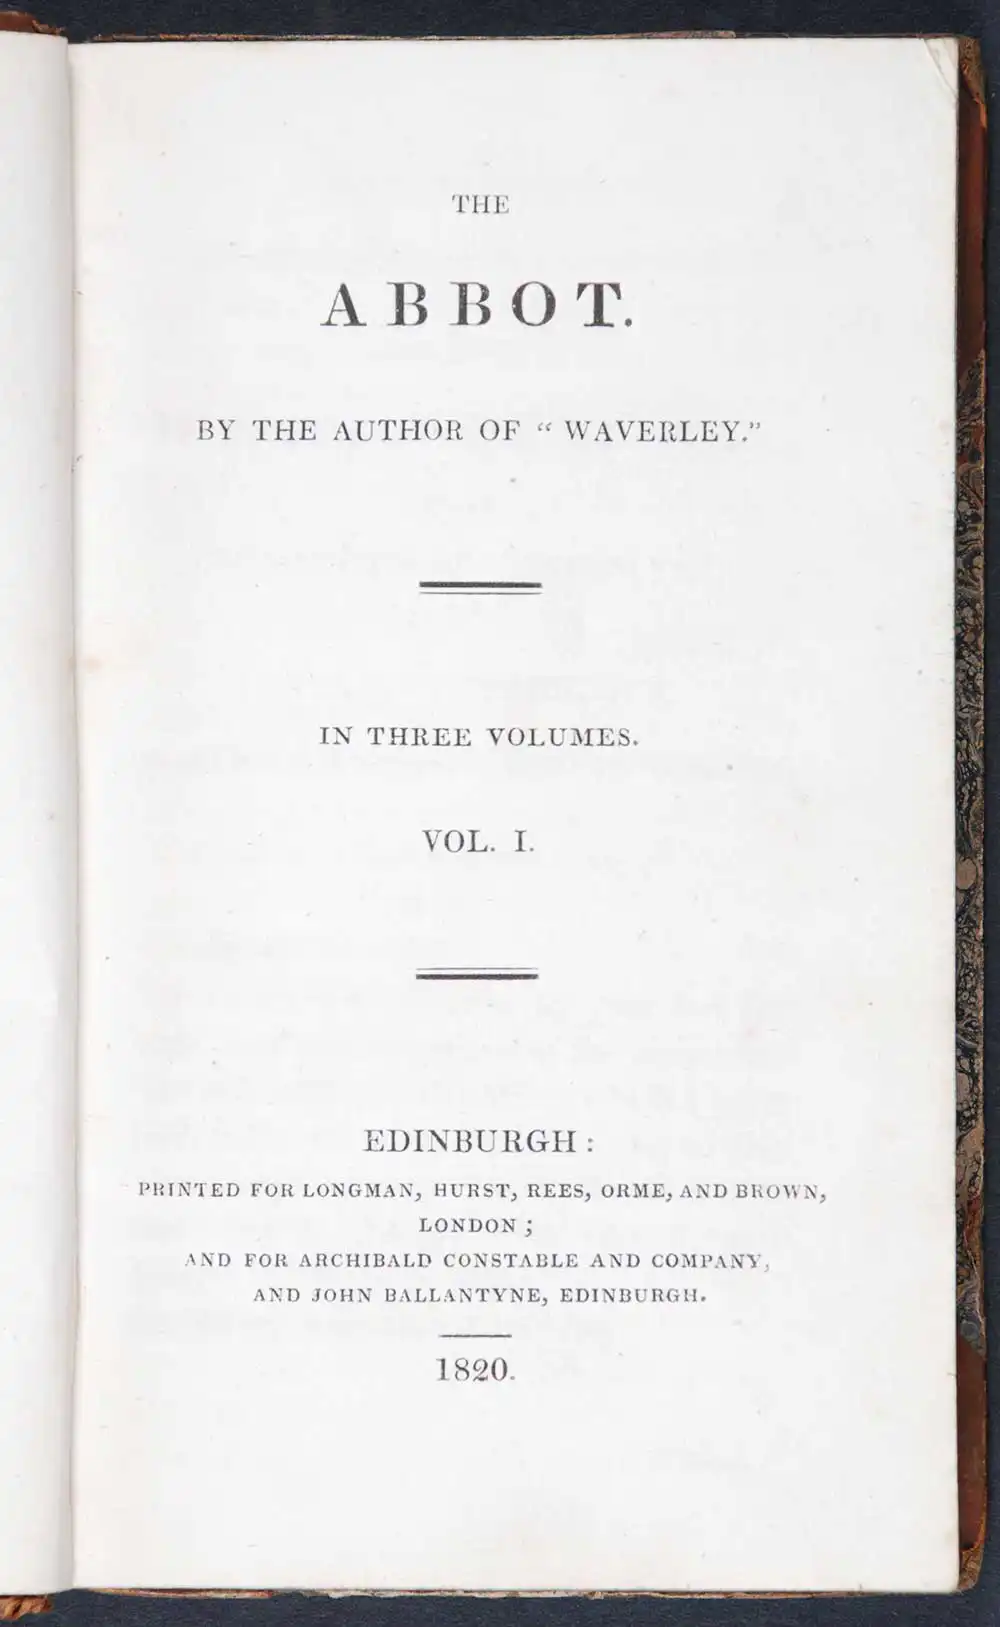 THE
ABBOT.
BY THE AUTHOR OF “ WAVERLEY.”
IN THREE VOLUMES.
VOL. I.
EDINBURGH :
PRINTED FOR LONGMAN, HURST, REES, ORME, AND BROWN,
LONDON ;
AND FOR ARCHIBALD CONSTABLE AND COMPANY,
AND JOHN BALLANTYNE, EDINBURGH.
1820.